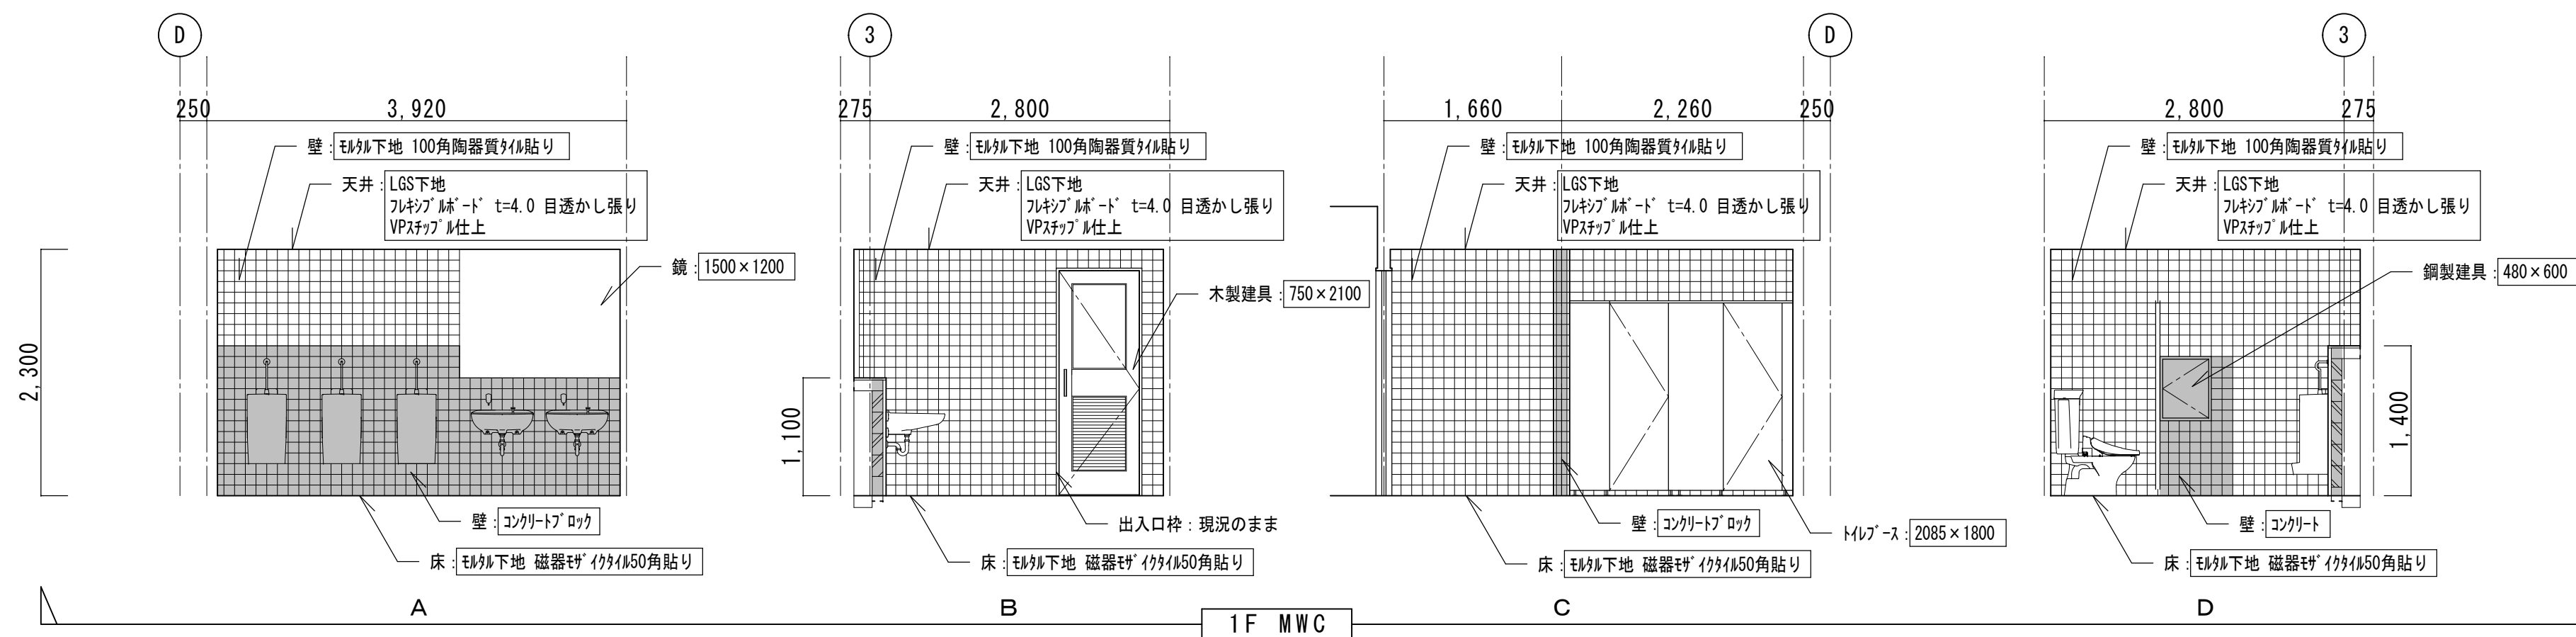 D
3
D
3
250
3,920
275
2,800
1,660
2,260
250
2,800
275
壁：ﾓﾙﾀﾙ下地 100角陶器質ﾀｲﾙ貼り
壁：ﾓﾙﾀﾙ下地 100角陶器質ﾀｲﾙ貼り
壁：ﾓﾙﾀﾙ下地 100角陶器質ﾀｲﾙ貼り
壁：ﾓﾙﾀﾙ下地 100角陶器質ﾀｲﾙ貼り
天井：LGS下地
ﾌﾚｷｼﾌﾞﾙﾎﾞｰﾄﾞ t=4.0 目透かし張り
VPｽﾁｯﾌﾟﾙ仕上
天井：LGS下地
ﾌﾚｷｼﾌﾞﾙﾎﾞｰﾄﾞ t=4.0 目透かし張り
VPｽﾁｯﾌﾟﾙ仕上
天井：LGS下地
ﾌﾚｷｼﾌﾞﾙﾎﾞｰﾄﾞ t=4.0 目透かし張り
VPｽﾁｯﾌﾟﾙ仕上
天井：LGS下地
ﾌﾚｷｼﾌﾞﾙﾎﾞｰﾄﾞ t=4.0 目透かし張り
VPｽﾁｯﾌﾟﾙ仕上
鏡：1500×1200
木製建具：750×2100
鋼製建具：480×600
2,300
1,100
1,400
壁：ｺﾝｸﾘｰﾄﾌﾞﾛｯｸ
出入口枠：現況のまま
壁：ｺﾝｸﾘｰﾄﾌﾞﾛｯｸ
ﾄｲﾚﾌﾞｰｽ：2085×1800
壁：ｺﾝｸﾘｰﾄ
床：ﾓﾙﾀﾙ下地 磁器ﾓｻﾞｲｸﾀｲﾙ50角貼り
床：ﾓﾙﾀﾙ下地 磁器ﾓｻﾞｲｸﾀｲﾙ50角貼り
床：ﾓﾙﾀﾙ下地 磁器ﾓｻﾞｲｸﾀｲﾙ50角貼り
床：ﾓﾙﾀﾙ下地 磁器ﾓｻﾞｲｸﾀｲﾙ50角貼り
A
B
C
D
1F MWC